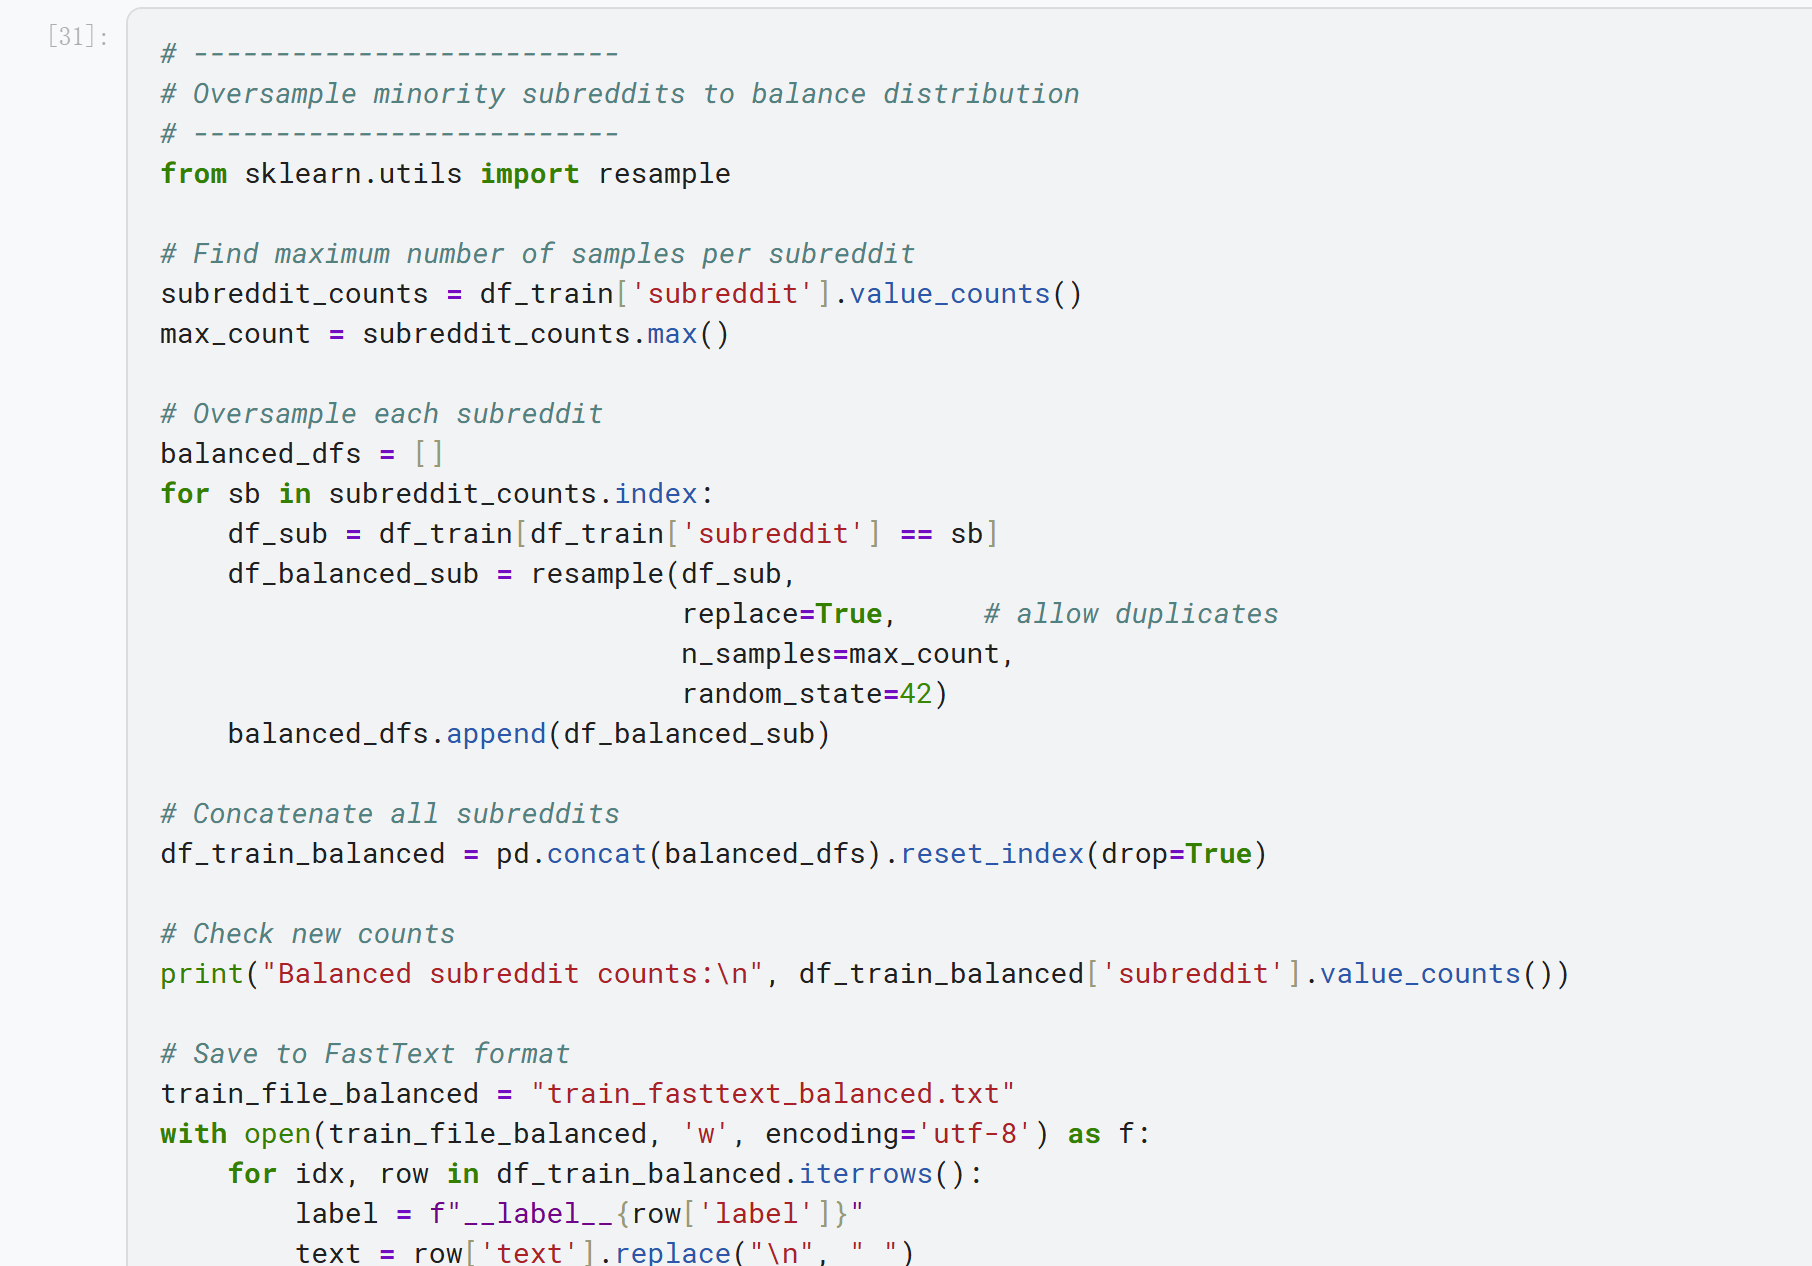 [31]:
# --------------------------
# Oversample minority subreddits to balance distribution
# --------------------------
from sklearn.utils import resample
# Find maximum number of samples per subreddit
subreddit_counts = df_train['subreddit'].value_counts()
max_count = subreddit_counts.max()
# Oversample each subreddit
balanced_dfs = []
for sb in subreddit_counts.index:
    df_sub = df_train[df_train['subreddit'] == sb]
    df_balanced_sub = resample(df_sub,
                               replace=True,     # allow duplicates
                               n_samples=max_count,
                               random_state=42)
    balanced_dfs.append(df_balanced_sub)
# Concatenate all subreddits
df_train_balanced = pd.concat(balanced_dfs).reset_index(drop=True)
# Check new counts
print("Balanced subreddit counts:\n", df_train_balanced['subreddit'].value_counts())
# Save to FastText format
train_file_balanced = "train_fasttext_balanced.txt"
with open(train_file_balanced, 'w', encoding='utf-8') as f:
    for idx, row in df_train_balanced.iterrows():
        label = f"__label__{row['label']}"
        text = row['text'].replace("\n", " ")